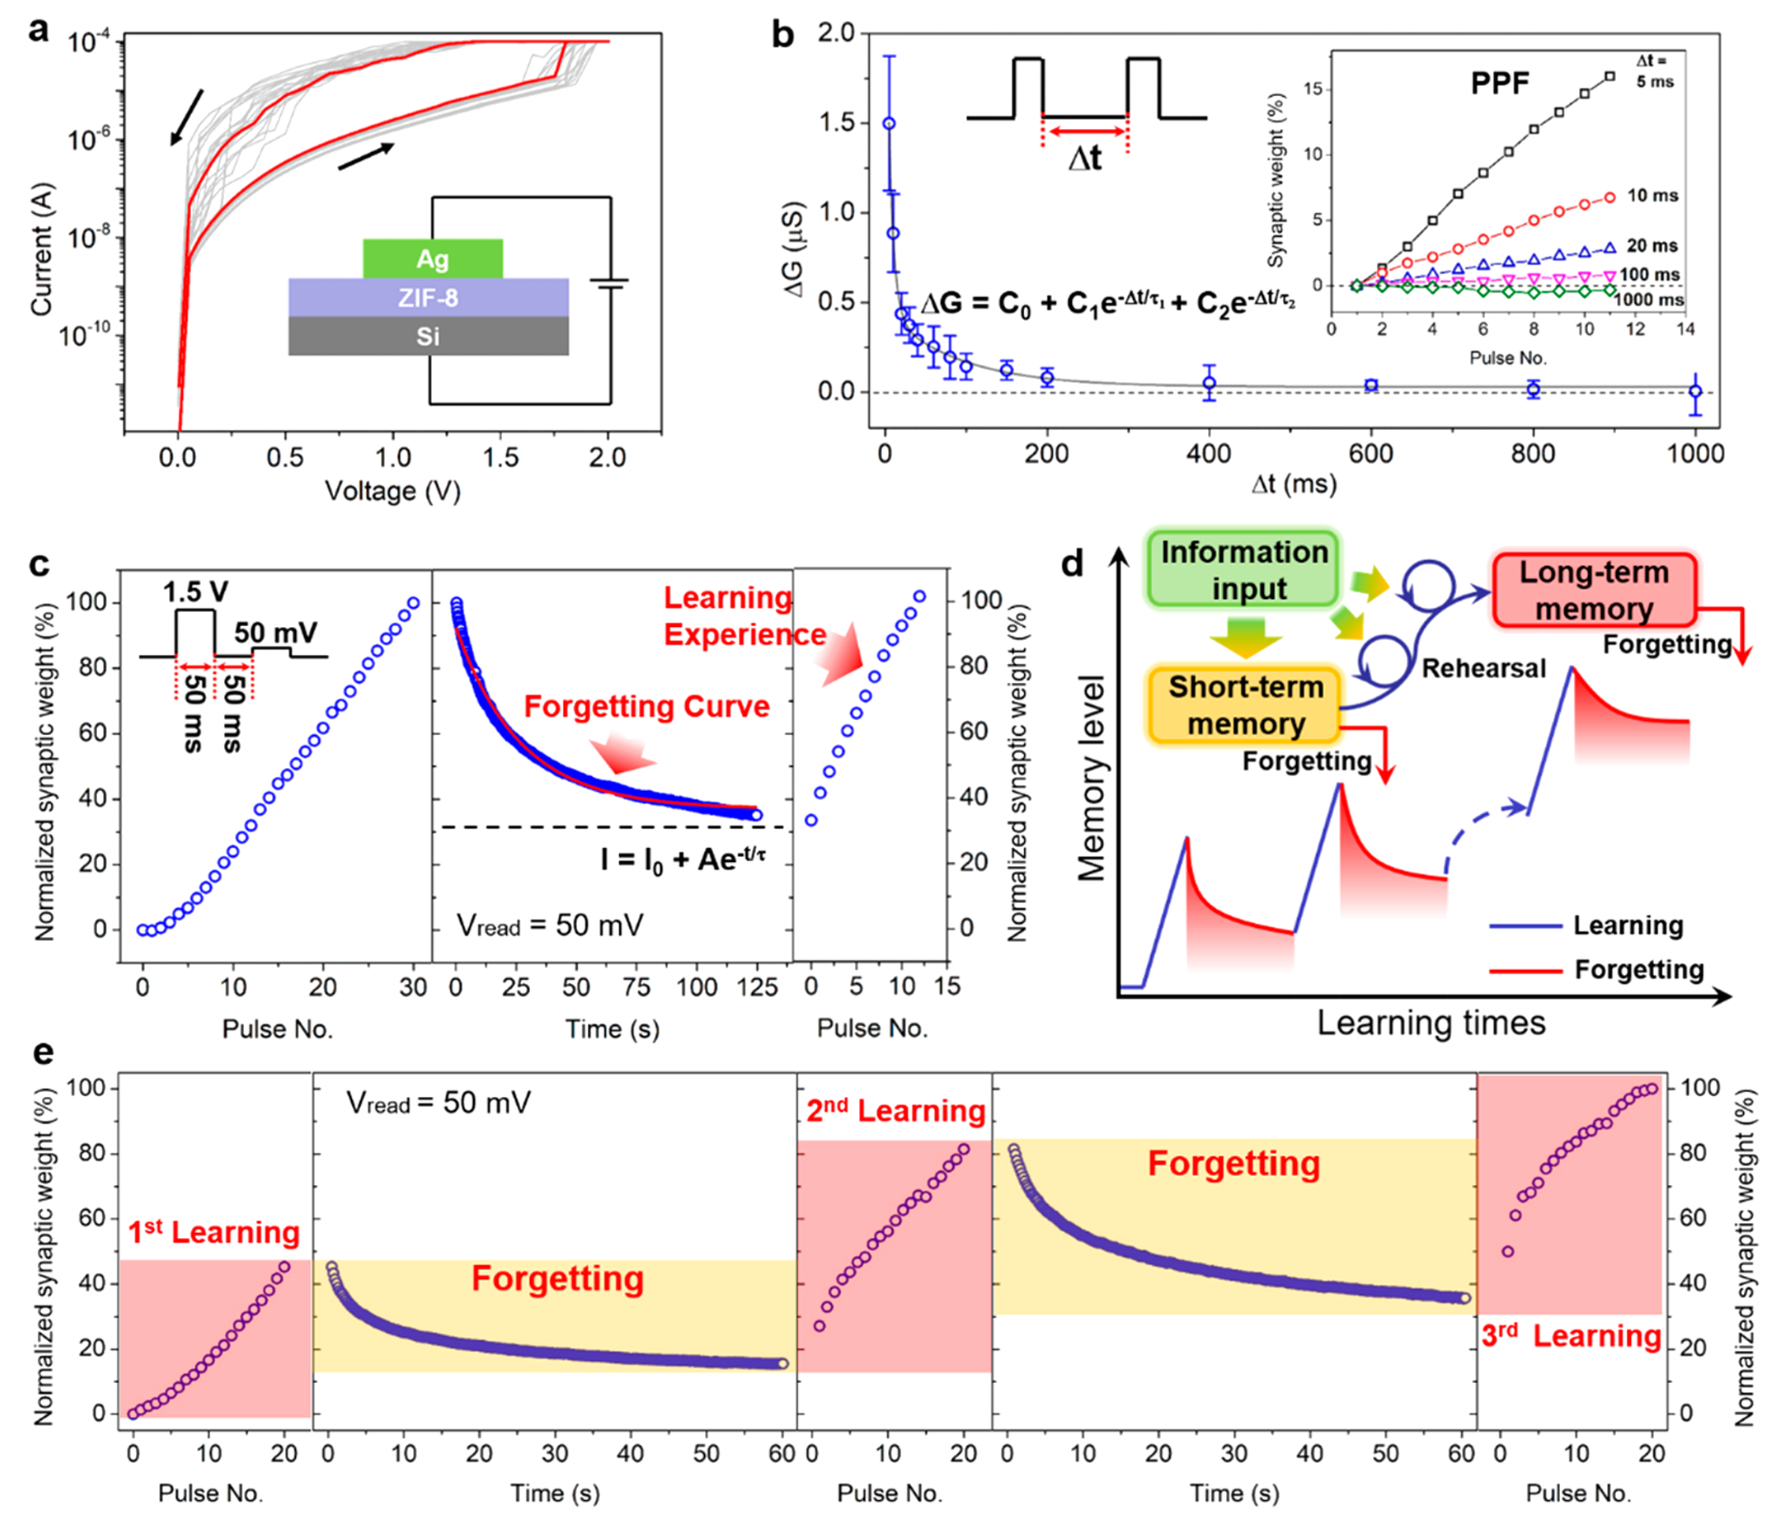 a
10-4
10-6
10-8
10-10
Current (A)
Ag
ZIF-8
Si
0.0 0.5 1.0 1.5 2.0
Voltage (V)
b
2.0
1.5
1.0
0.5
0.0
ΔG (μS)
Δt
ΔG = C0 + C1e-Δt/τ1 + C2e-Δt/τ2
0 200 400 600 800 1000
Δt (ms)
PPF
Δt =
5 ms
10 ms
20 ms
100 ms
1000 ms
15
10
5
0
Synaptic weight (%)
0 2 4 6 8 10 12 14
Pulse No.
c
100
80
60
40
20
0
Normalized synaptic weight (%)
1.5 V
50 mV
50 ms
50 ms
0 10 20 30
Pulse No.
Forgetting Curve
I = I0 + Ae-t/τ
Vread = 50 mV
0 25 50 75 100 125
Time (s)
Learning
Experience
0 5 10 15
Pulse No.
100
80
60
40
20
0
Normalized synaptic weight (%)
d
Information
input
Long-term
memory
Forgetting
Rehearsal
Short-term
memory
Forgetting
Memory level
Learning
Forgetting
Learning times
e
100
80
60
40
20
0
Normalized synaptic weight (%)
1st Learning
0 10 20
Pulse No.
Vread = 50 mV
Forgetting
0 10 20 30 40 50 60
Time (s)
2nd Learning
0 10 20
Pulse No.
Forgetting
0 10 20 30 40 50 60
Time (s)
3rd Learning
0 10 20
Pulse No.
100
80
60
40
20
0
Normalized synaptic weight (%)